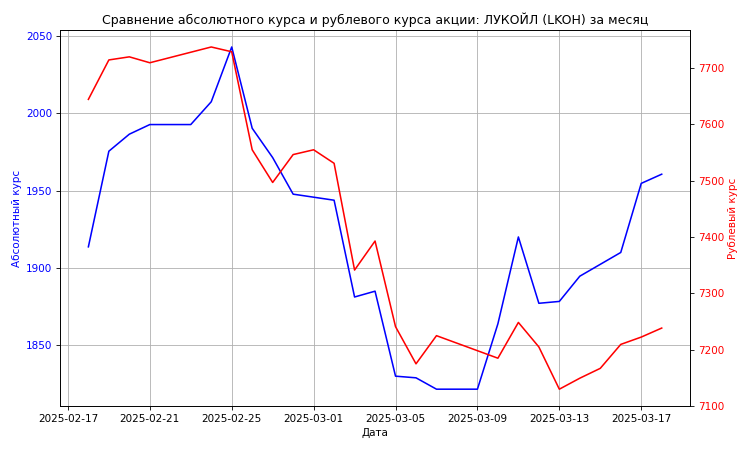 Сравнение абсолютного курса и рублевого курса акции: ЛУКОЙЛ (LKOH) за месяц
Абсолютный курс
2050
2000
1950
1900
1850
7700
7600
7500
7400
7300
7200
7100
Рублевый курс
2025-02-17 2025-02-21 2025-02-25 2025-03-01 2025-03-05 2025-03-09 2025-03-13 2025-03-17
Дата